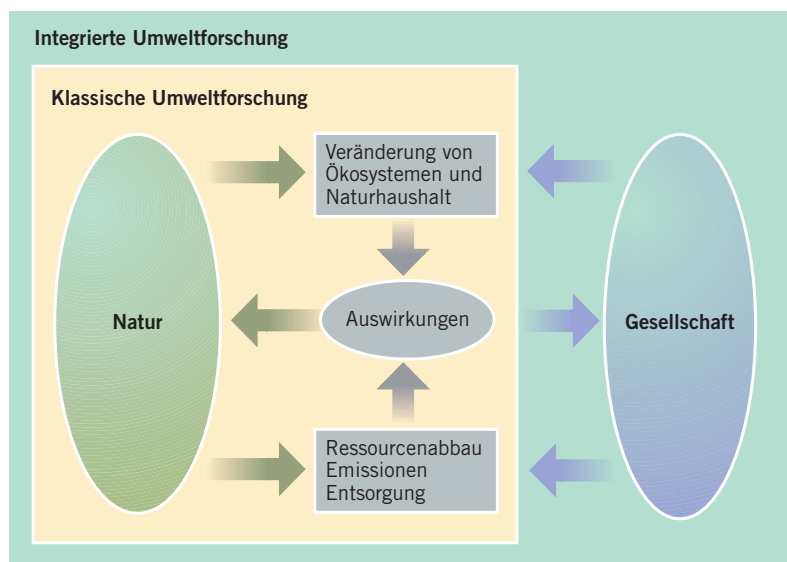 Integrierte Umweltforschung
Klassische Umweltforschung
Veränderung von
Ökosystemen und
Naturhaushalt
Natur
Auswirkungen
Gesellschaft
Ressourcenabbau
Emissionen
Entsorgung